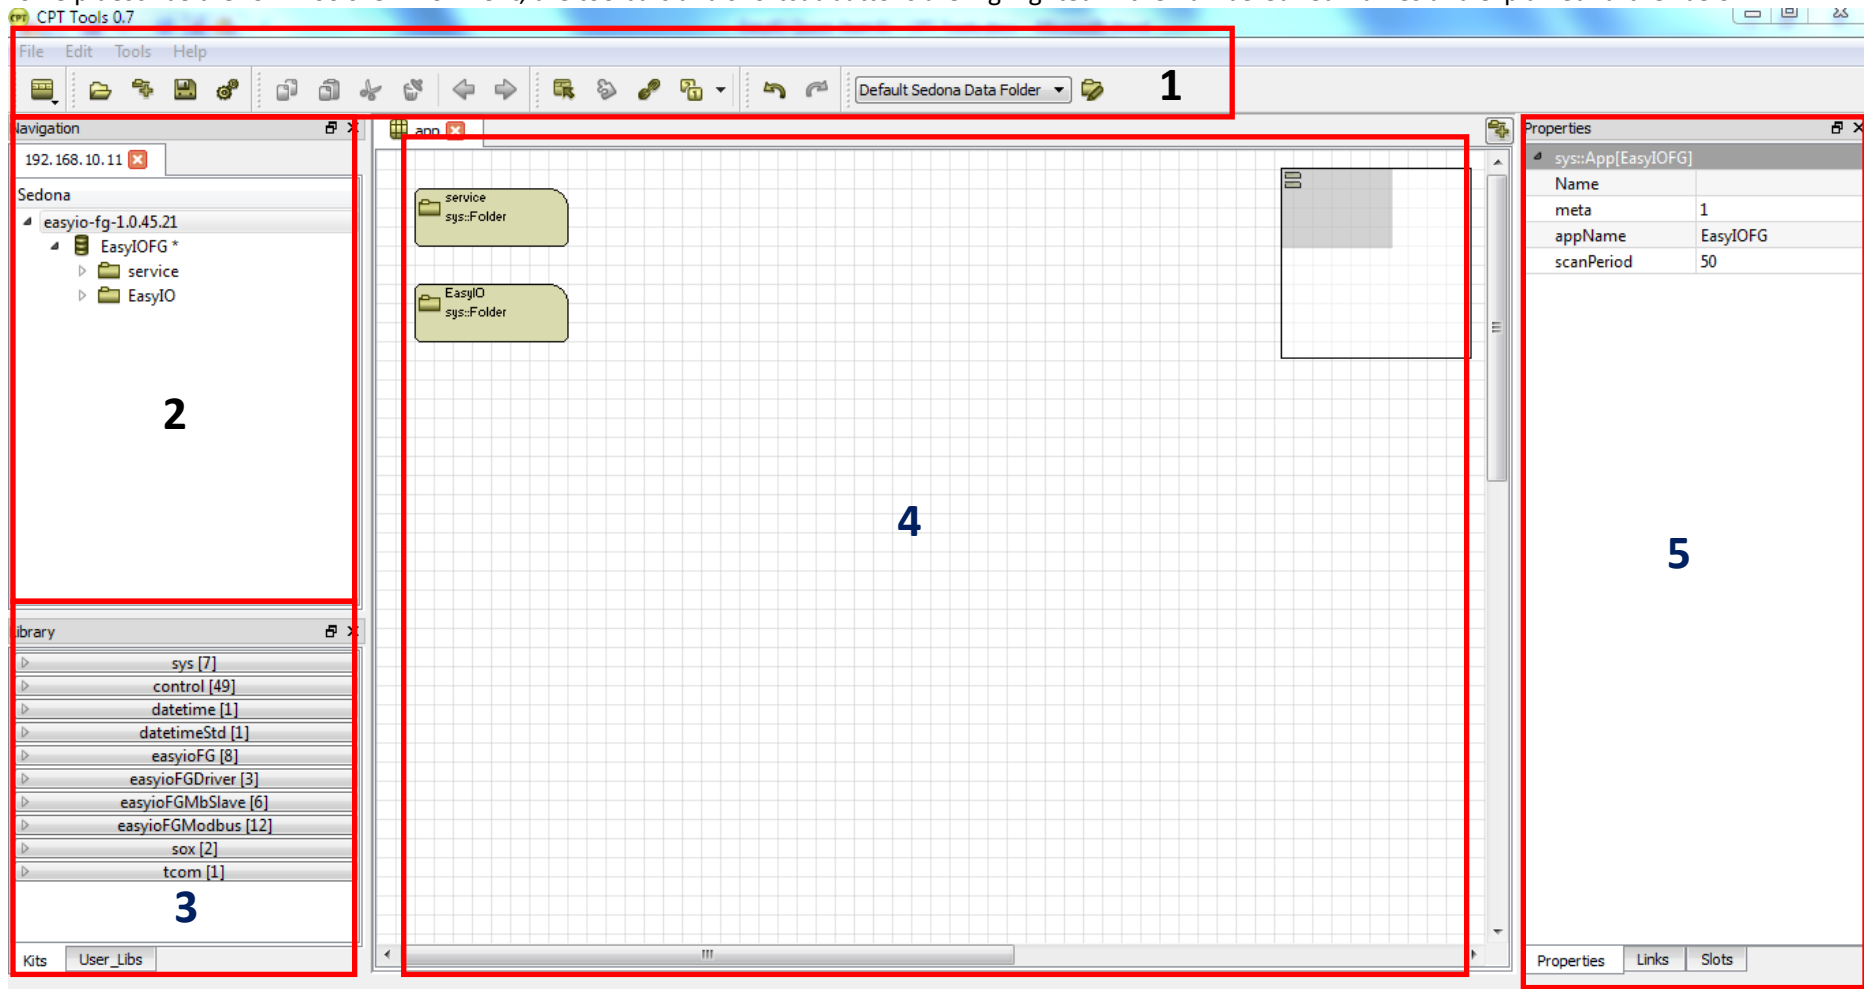 CPT Tools 0.7
File Edit Tools Help
Default Sedona Data Folder
1
Navigation
192.168.10.11
Sedona
easyio-fg-1.0.45.21
EasyIOFG *
service
EasyIO
2
Library
sys [7]
control [49]
datetime [1]
datetimeStd [1]
easyioFG [8]
easyioFGDriver [3]
easyioFGMbSlave [6]
easyioFGModbus [12]
sox [2]
tcom [1]
3
Kits User_Libs
app
service
sys::Folder
EasyIO
sys::Folder
4
Properties
sys::App[EasyIOFG]
Name
meta 1
appName EasyIOFG
scanPeriod 50
5
Properties Links Slots